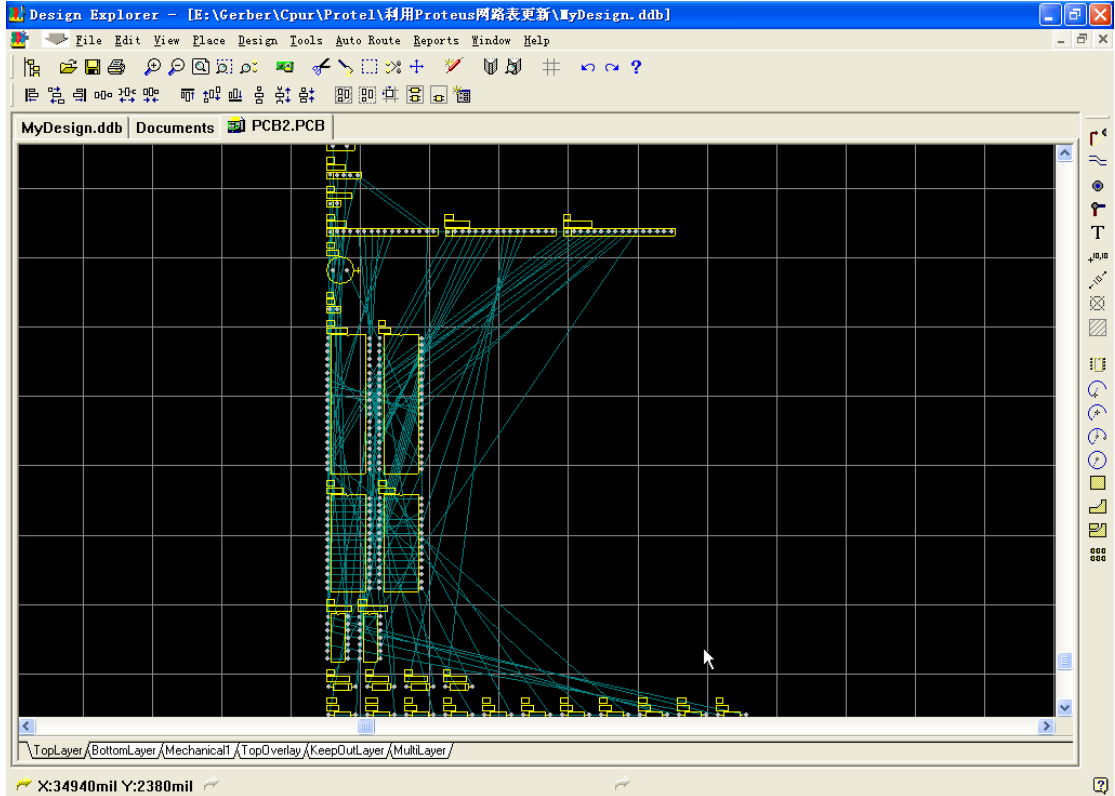 Design Explorer - [E:\Gerber\Cpur\Protel\利用Proteus网路表更新\MyDesign.ddb]
File Edit View Place Design Tools Auto Route Reports Window Help
MyDesign.ddb Documents PCB2.PCB
T
+10,10
TopLayer BottomLayer Mechanical1 TopOverlay KeepOutLayer MultiLayer
X:34940mil Y:2380mil